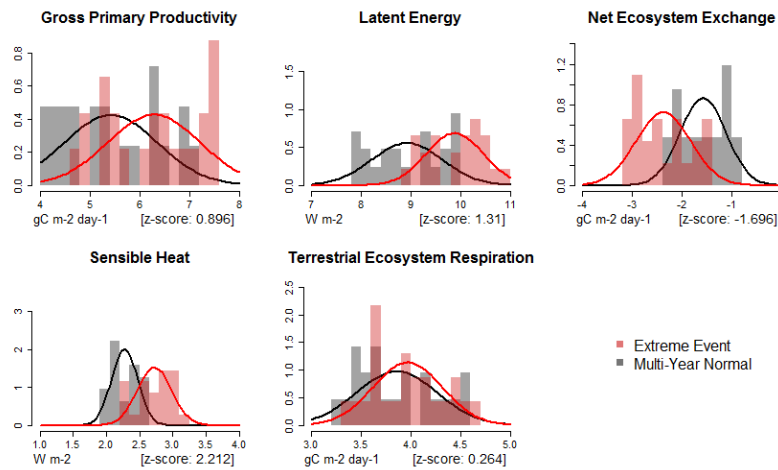 Gross Primary Productivity
0.0 0.2 0.4 0.6 0.8
4 5 6 7 8
gC m-2 day-1 [z-score: 0.896]
Latent Energy
0.0 0.5 1.0 1.5
7 8 9 10 11
W m-2 [z-score: 1.31]
Net Ecosystem Exchange
0.0 0.4 0.8 1.2
-4 -3 -2 -1
gC m-2 day-1 [z-score: -1.696]
Sensible Heat
0 1 2 3
1.0 1.5 2.0 2.5 3.0 3.5 4.0
W m-2 [z-score: 2.212]
Terrestrial Ecosystem Respiration
0.0 0.5 1.0 1.5 2.0 2.5
3.0 3.5 4.0 4.5 5.0
gC m-2 day-1 [z-score: 0.264]
Extreme Event
Multi-Year Normal